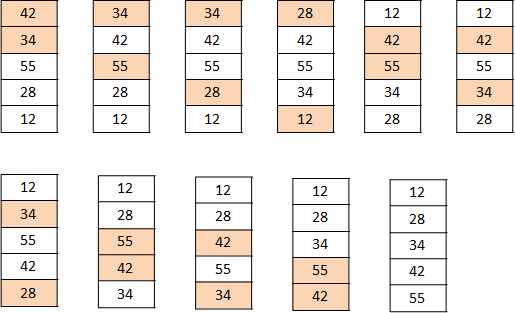 42 34 34 28 12 12
34 42 42 42 42 42
55 55 55 55 55 55
28 28 28 34 34 34
12 12 12 12 28 28
12 12 12 12 12
34 28 28 28 28
55 55 42 34 34
42 42 55 55 42
28 34 34 42 55